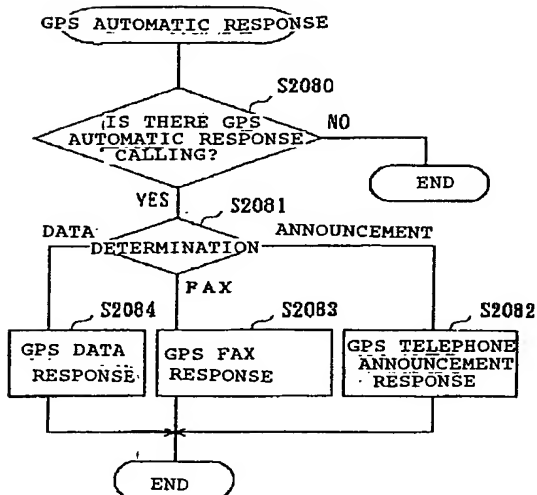 GPS AUTOMATIC RESPONSE
S2080
IS THERE GPS
AUTOMATIC RESPONSE
CALLING?
NO
END
YES
S2081
DATA
DETERMINATION
ANNOUNCEMENT
FAX
S2084
S2083
S2082
GPS DATA
RESPONSE
GPS FAX
RESPONSE
GPS TELEPHONE
ANNOUNCEMENT
RESPONSE
END